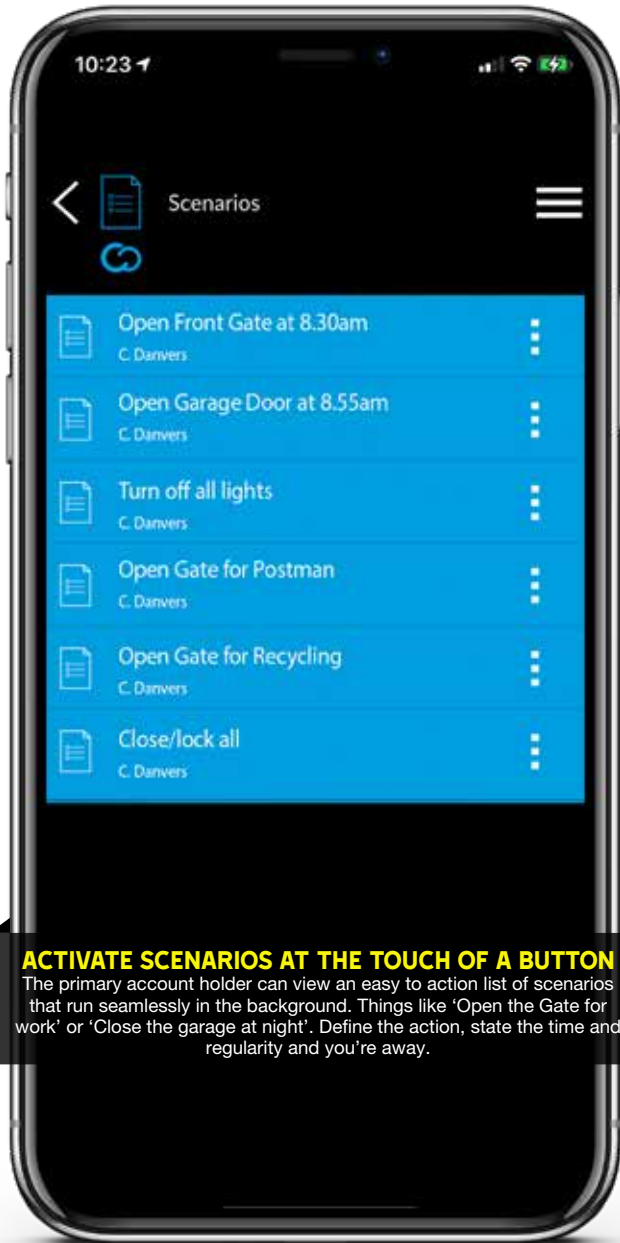 10:23
Scenarios
Open Front Gate at 8.30am
C. Danvers
Open Garage Door at 8.55am
C. Danvers
Turn off all lights
C. Danvers
Open Gate for Postman
C. Danvers
Open Gate for Recycling
C. Danvers
Close/lock all
C. Danvers
ACTIVATE SCENARIOS AT THE TOUCH OF A BUTTON
The primary account holder can view an easy to action list of scenarios
that run seamlessly in the background. Things like ‘Open the Gate for
work’ or ‘Close the garage at night’. Define the action, state the time and
regularity and you’re away.